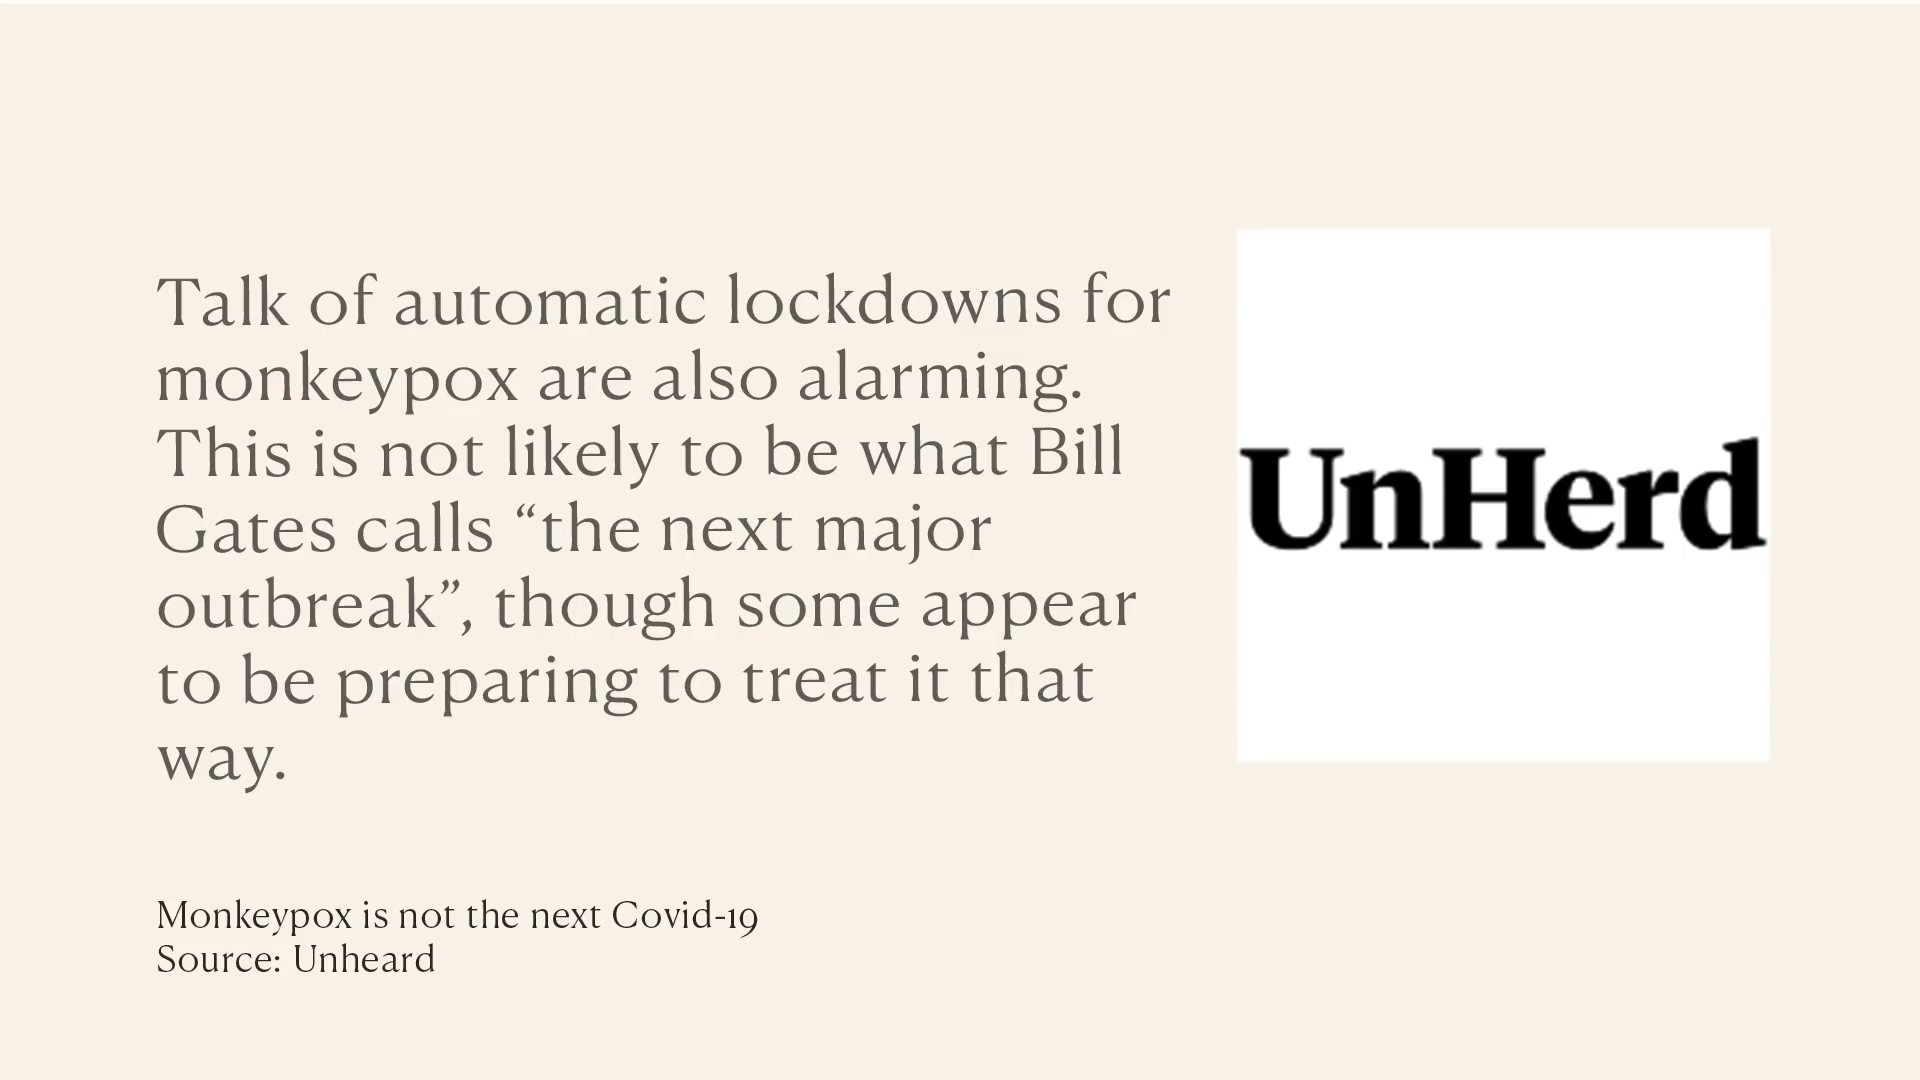 Talk of automatic lockdowns for
monkeypox are also alarming.
This is not likely to be what Bill
Gates calls “the next major
outbreak”, though some appear
to be preparing to treat it that
way.
UnHerd
Monkeypox is not the next Covid-19
Source: Unheard